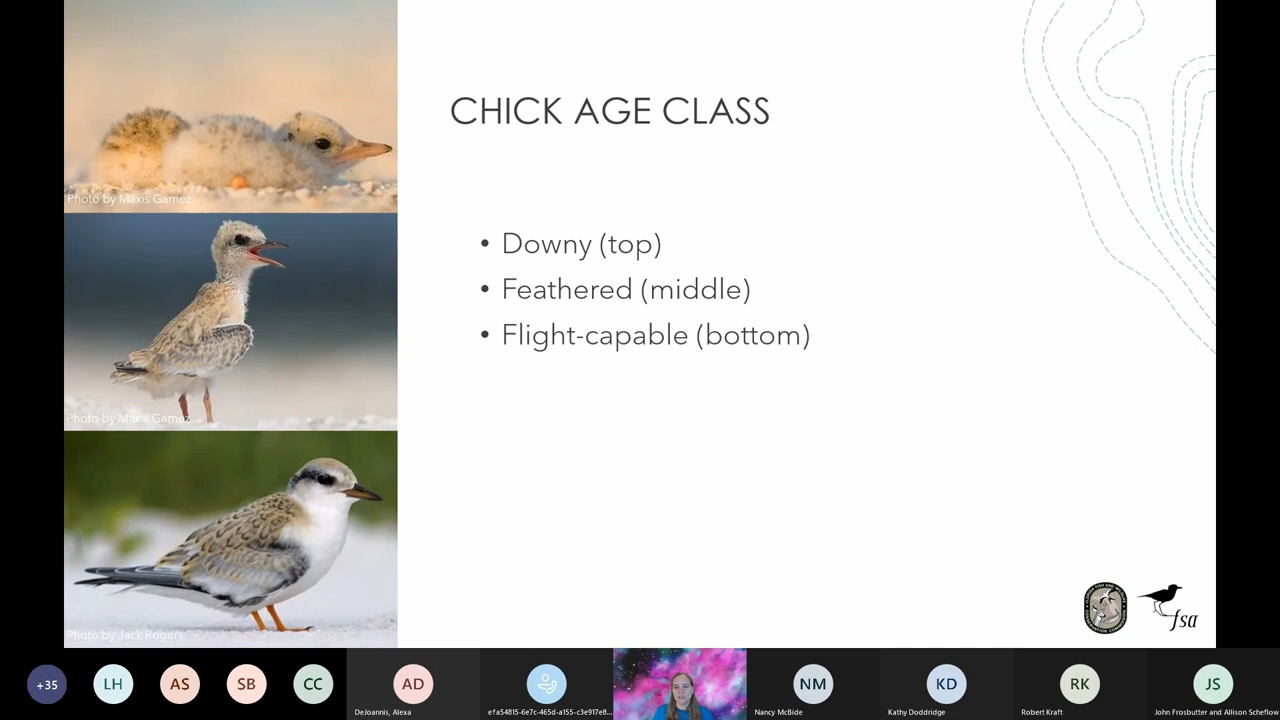 CHICK AGE CLASS
• Downy (top)
• Feathered (middle)
• Flight-capable (bottom)
Photo by Maxis Gamez
Photo by Maxis Gamez
Photo by Jack Rogers
fsa
+35
LH
AS
SB
CC
AD
DeJoannis, Alexa
efa54815-6e7c-465d-a155-c3e917e8...
NM
Nancy McBide
KD
Kathy Doddridge
RK
Robert Kraft
JS
John Frosbutter and Allison Scheflow